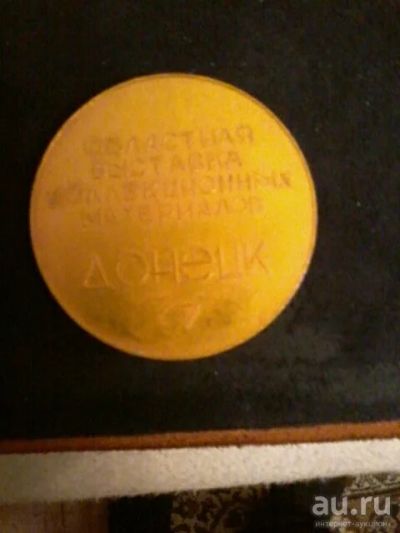 ОБЛАСТНАЯ
ВЫСТАВКА
КОЛЛЕКЦИОННЫХ
МАТЕРИАЛОВ
ДОНЕЦК
au.ru
интернет-аукцион